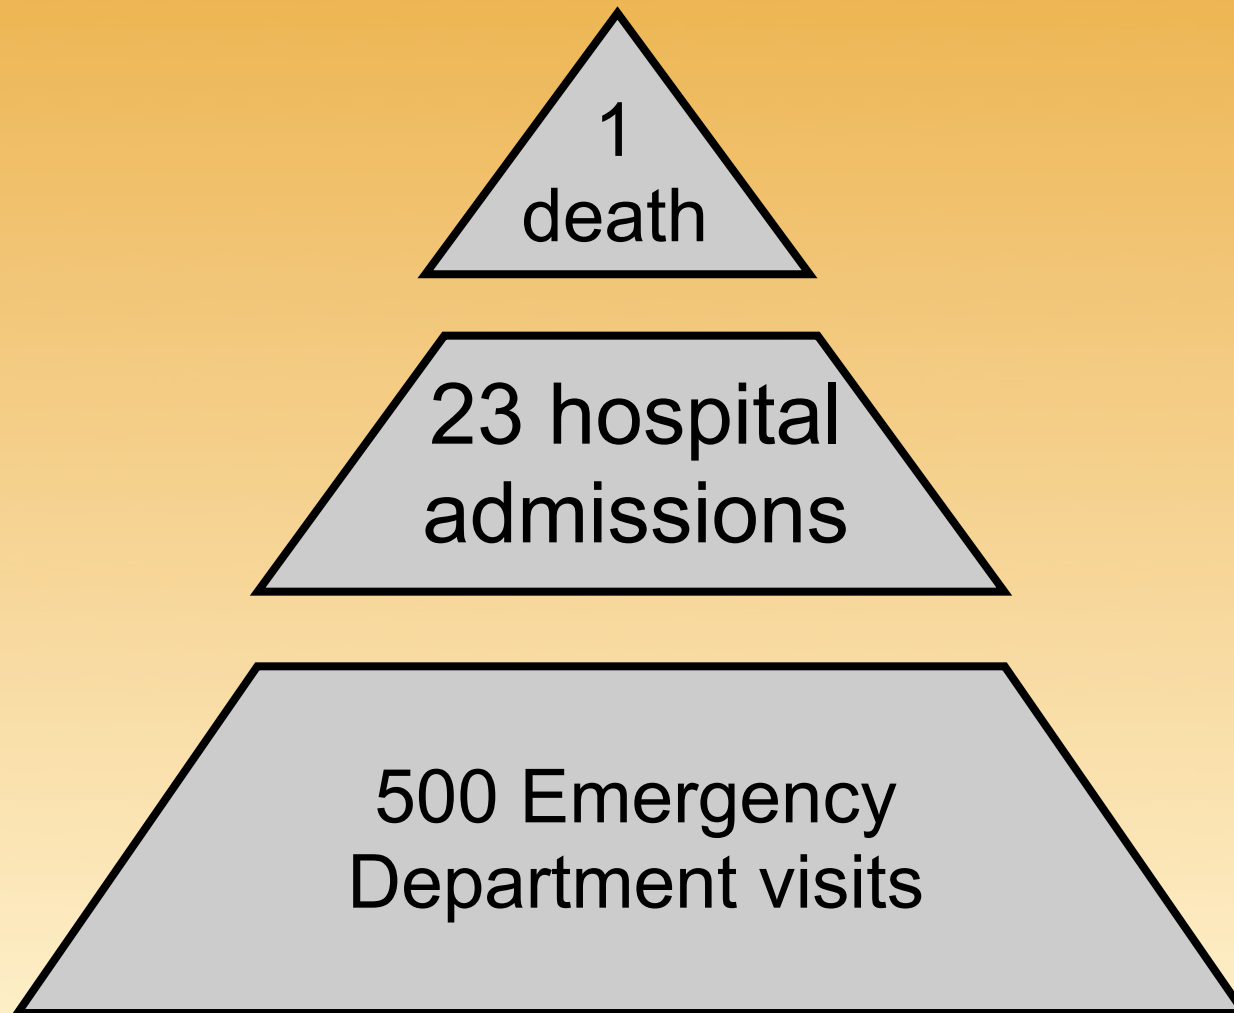 1
death
23 hospital
admissions
500 Emergency
Department visits